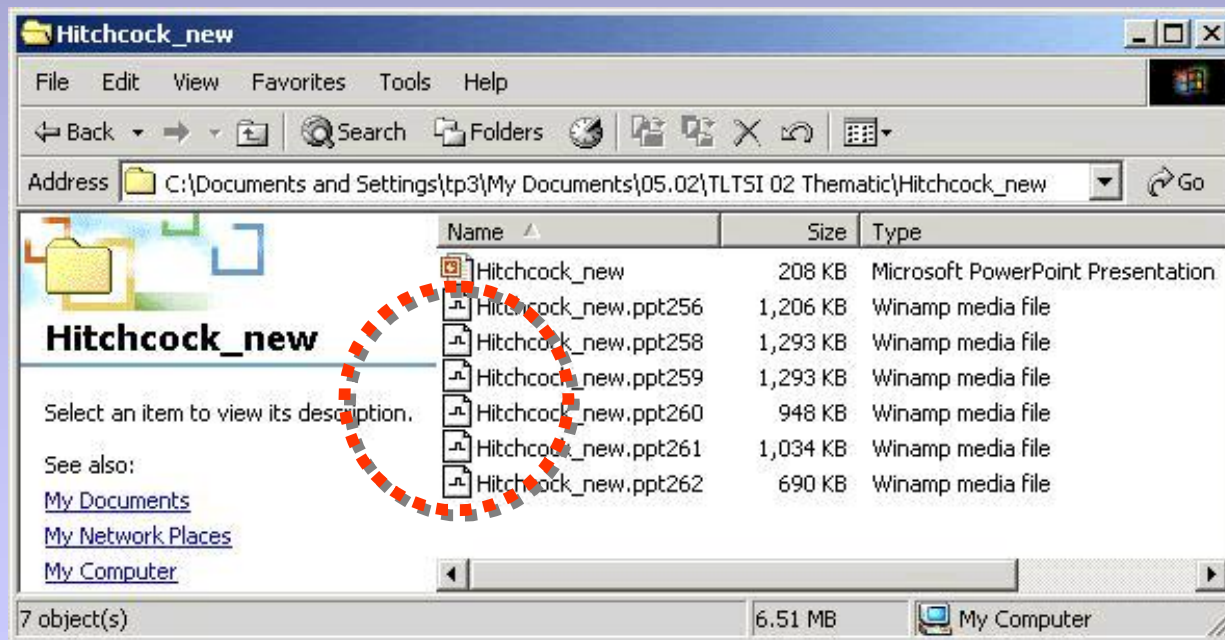 Hitchcock_new
File Edit View Favorites Tools Help
Back Search Folders
Address C:\Documents and Settings\tp3\My Documents\05.02\TLTSI 02 Thematic\Hitchcock_new Go
Name Size Type
Hitchcock_new 208 KB Microsoft PowerPoint Presentation
Hitchcock_new.ppt256 1,206 KB Winamp media file
Hitchcock_new.ppt258 1,293 KB Winamp media file
Hitchcock_new.ppt259 1,293 KB Winamp media file
Hitchcock_new.ppt260 948 KB Winamp media file
Hitchcock_new.ppt261 1,034 KB Winamp media file
Hitchcock_new.ppt262 690 KB Winamp media file
Hitchcock_new
Select an item to view its description.
See also:
My Documents
My Network Places
My Computer
7 object(s) 6.51 MB My Computer